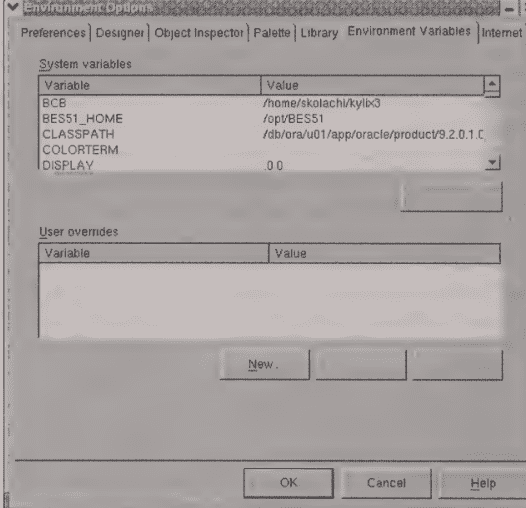 Environment Options
Preferences Designer Object Inspector Palette Library Environment Variables Internet
System variables
Variable Value
BCB /home/skolachi/kylix3
BES51_HOME /opt/BES51
CLASSPATH /db/ora/u01/app/oracle/product/9.2.0.1.0
COLORTERM
DISPLAY .0 0
User overrides
Variable Value
New .
OK Cancel Help